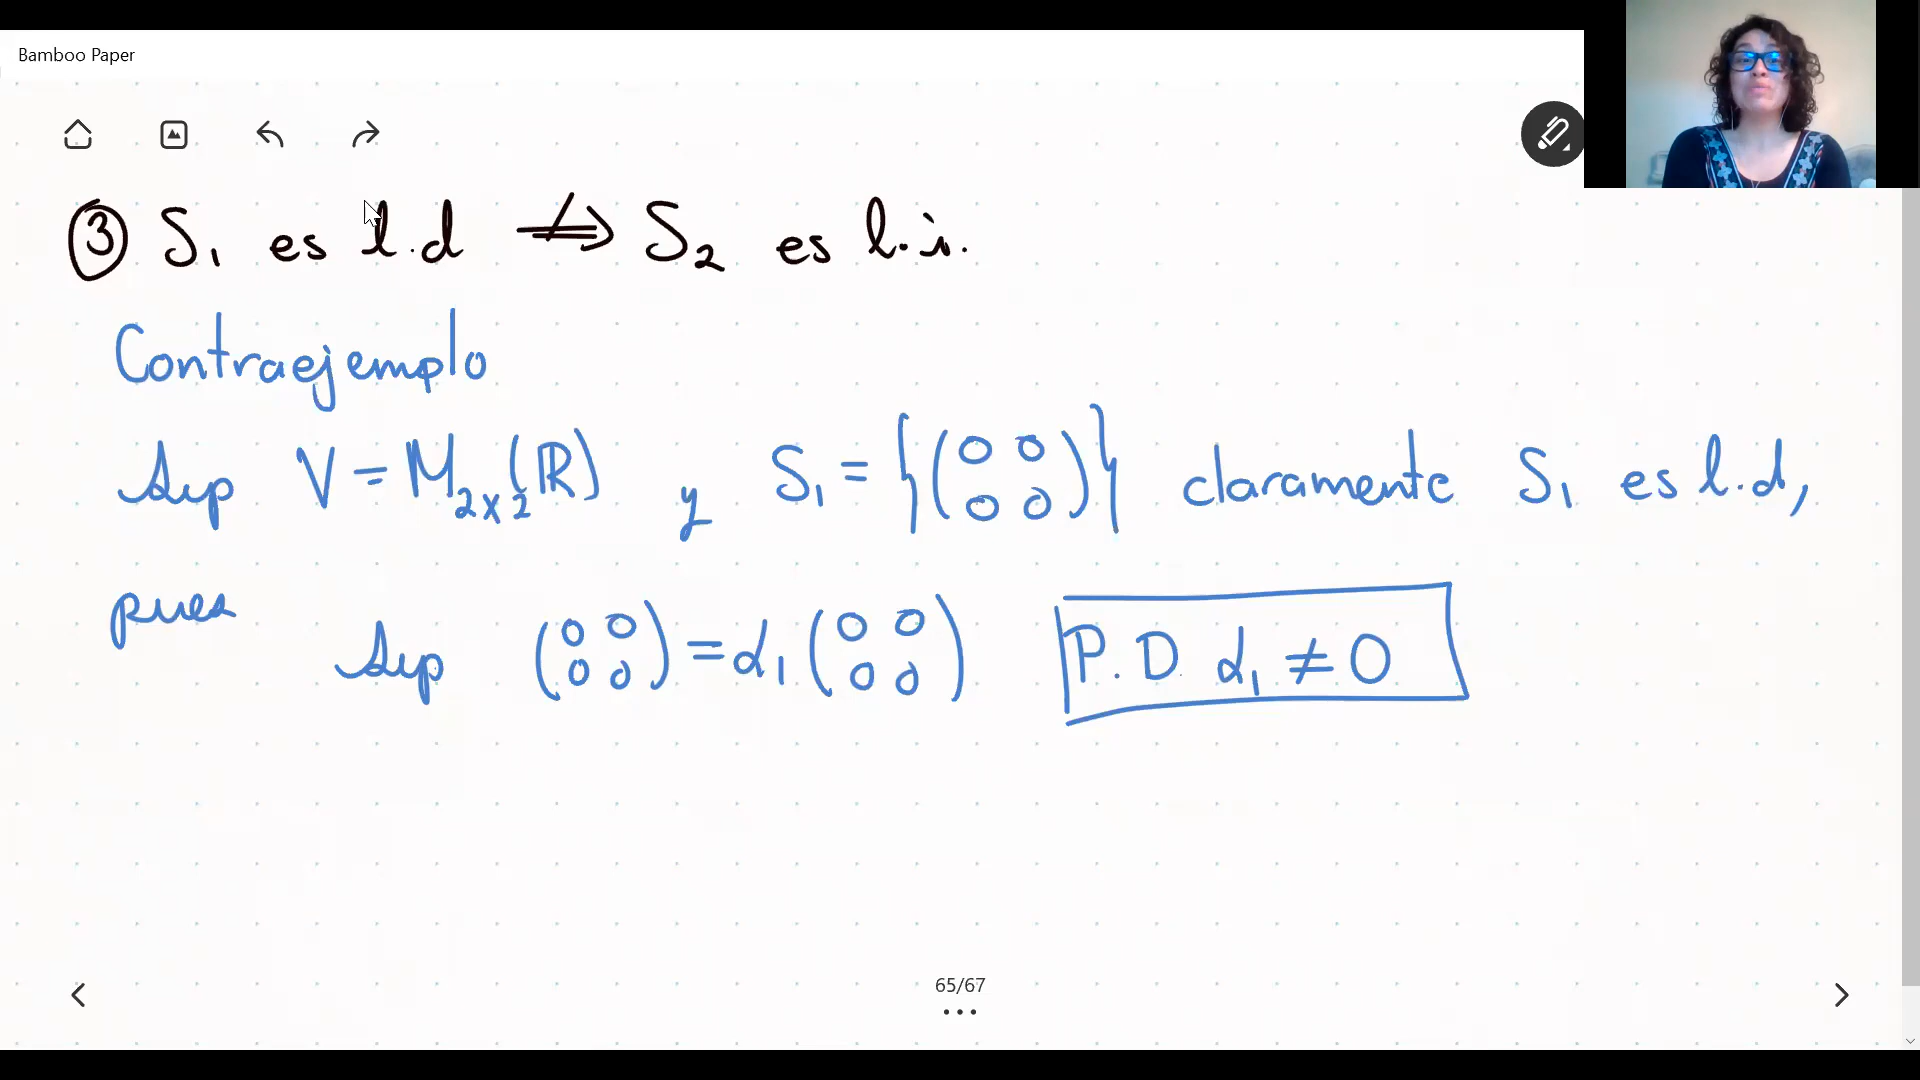 Bamboo Paper
③ S₁ es l.d ⇏ S₂ es l.i.
Contraejemplo
Sup V = M₂ₓ₂(ℝ) y S₁ = {(0 0 0 0)} claramente S₁ es l.d,
pues
Sup (0 0 0 0) = α₁ (0 0 0 0) P.D. α₁ ≠ 0
65/67